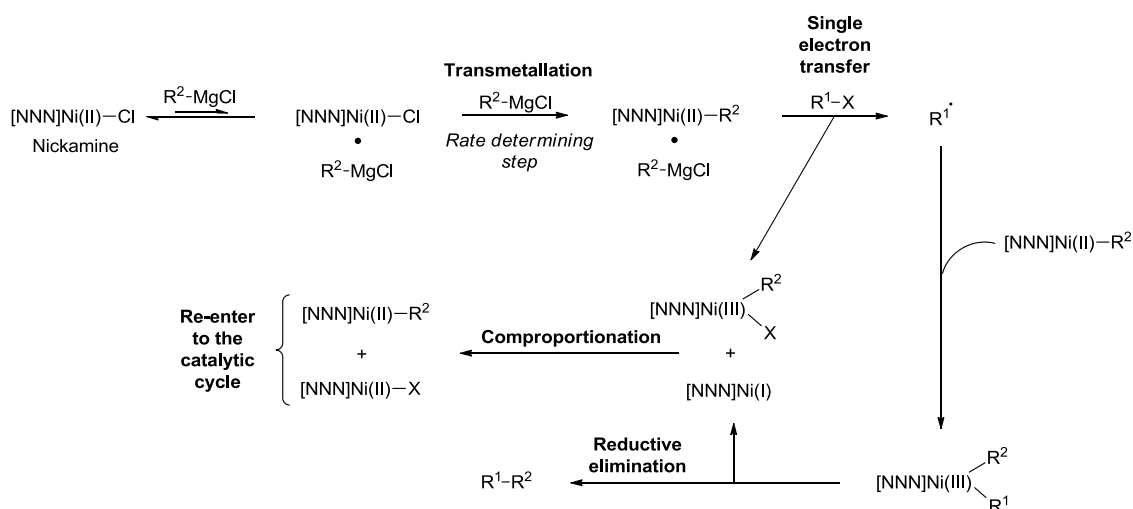 Single
electron
transfer
Transmetallation
R²-MgCl
R²-MgCl
R¹–X
[NNN]Ni(II)–Cl
[NNN]Ni(II)–Cl
[NNN]Ni(II)–R²
R¹·
Nickamine
•
Rate determining
step
•
R²-MgCl
R²-MgCl
[NNN]Ni(II)–R²
R²
[NNN]Ni(III)
X
Re-enter
to the
catalytic
cycle
[NNN]Ni(II)–R²
+
[NNN]Ni(II)–X
Comproportionation
+
[NNN]Ni(I)
Reductive
elimination
R¹–R²
R²
[NNN]Ni(III)
R¹